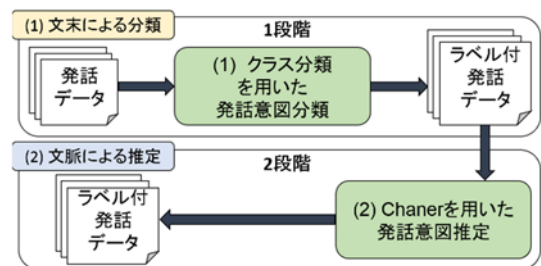 (1) 文末による分類
1段階
発話
データ
(1) クラス分類
を用いた
発話意図分類
ラベル付
発話
データ
(2) 文脈による推定
2段階
ラベル付
発話
データ
(2) Chanerを用いた
発話意図推定